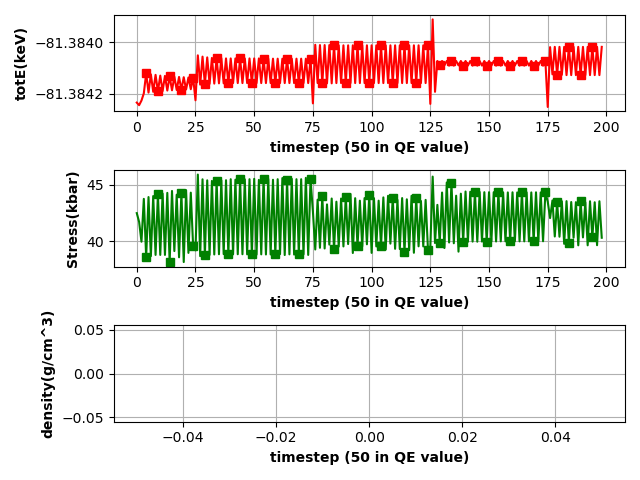 totE(keV)
−81.3840
−81.3842
0 25 50 75 100 125 150 175 200
timestep (50 in QE value)
Stress(kbar)
45
40
0 25 50 75 100 125 150 175 200
timestep (50 in QE value)
density(g/cm^3)
0.05
0.00
−0.05
−0.04 −0.02 0.00 0.02 0.04
timestep (50 in QE value)